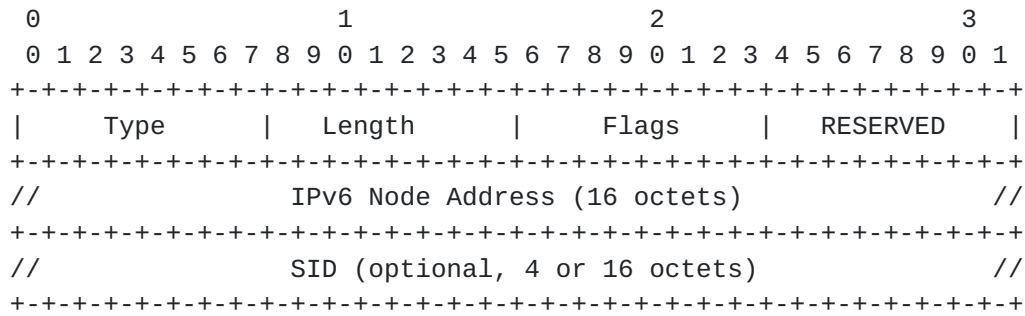 0                   1                   2                   3
 0 1 2 3 4 5 6 7 8 9 0 1 2 3 4 5 6 7 8 9 0 1 2 3 4 5 6 7 8 9 0 1
+-+-+-+-+-+-+-+-+-+-+-+-+-+-+-+-+-+-+-+-+-+-+-+-+-+-+-+-+-+-+-+-+
|      Type      |   Length      |     Flags     |   RESERVED    |
+-+-+-+-+-+-+-+-+-+-+-+-+-+-+-+-+-+-+-+-+-+-+-+-+-+-+-+-+-+-+-+-+
//                IPv6 Node Address (16 octets)                //
+-+-+-+-+-+-+-+-+-+-+-+-+-+-+-+-+-+-+-+-+-+-+-+-+-+-+-+-+-+-+-+-+
//                SID (optional, 4 or 16 octets)               //
+-+-+-+-+-+-+-+-+-+-+-+-+-+-+-+-+-+-+-+-+-+-+-+-+-+-+-+-+-+-+-+-+